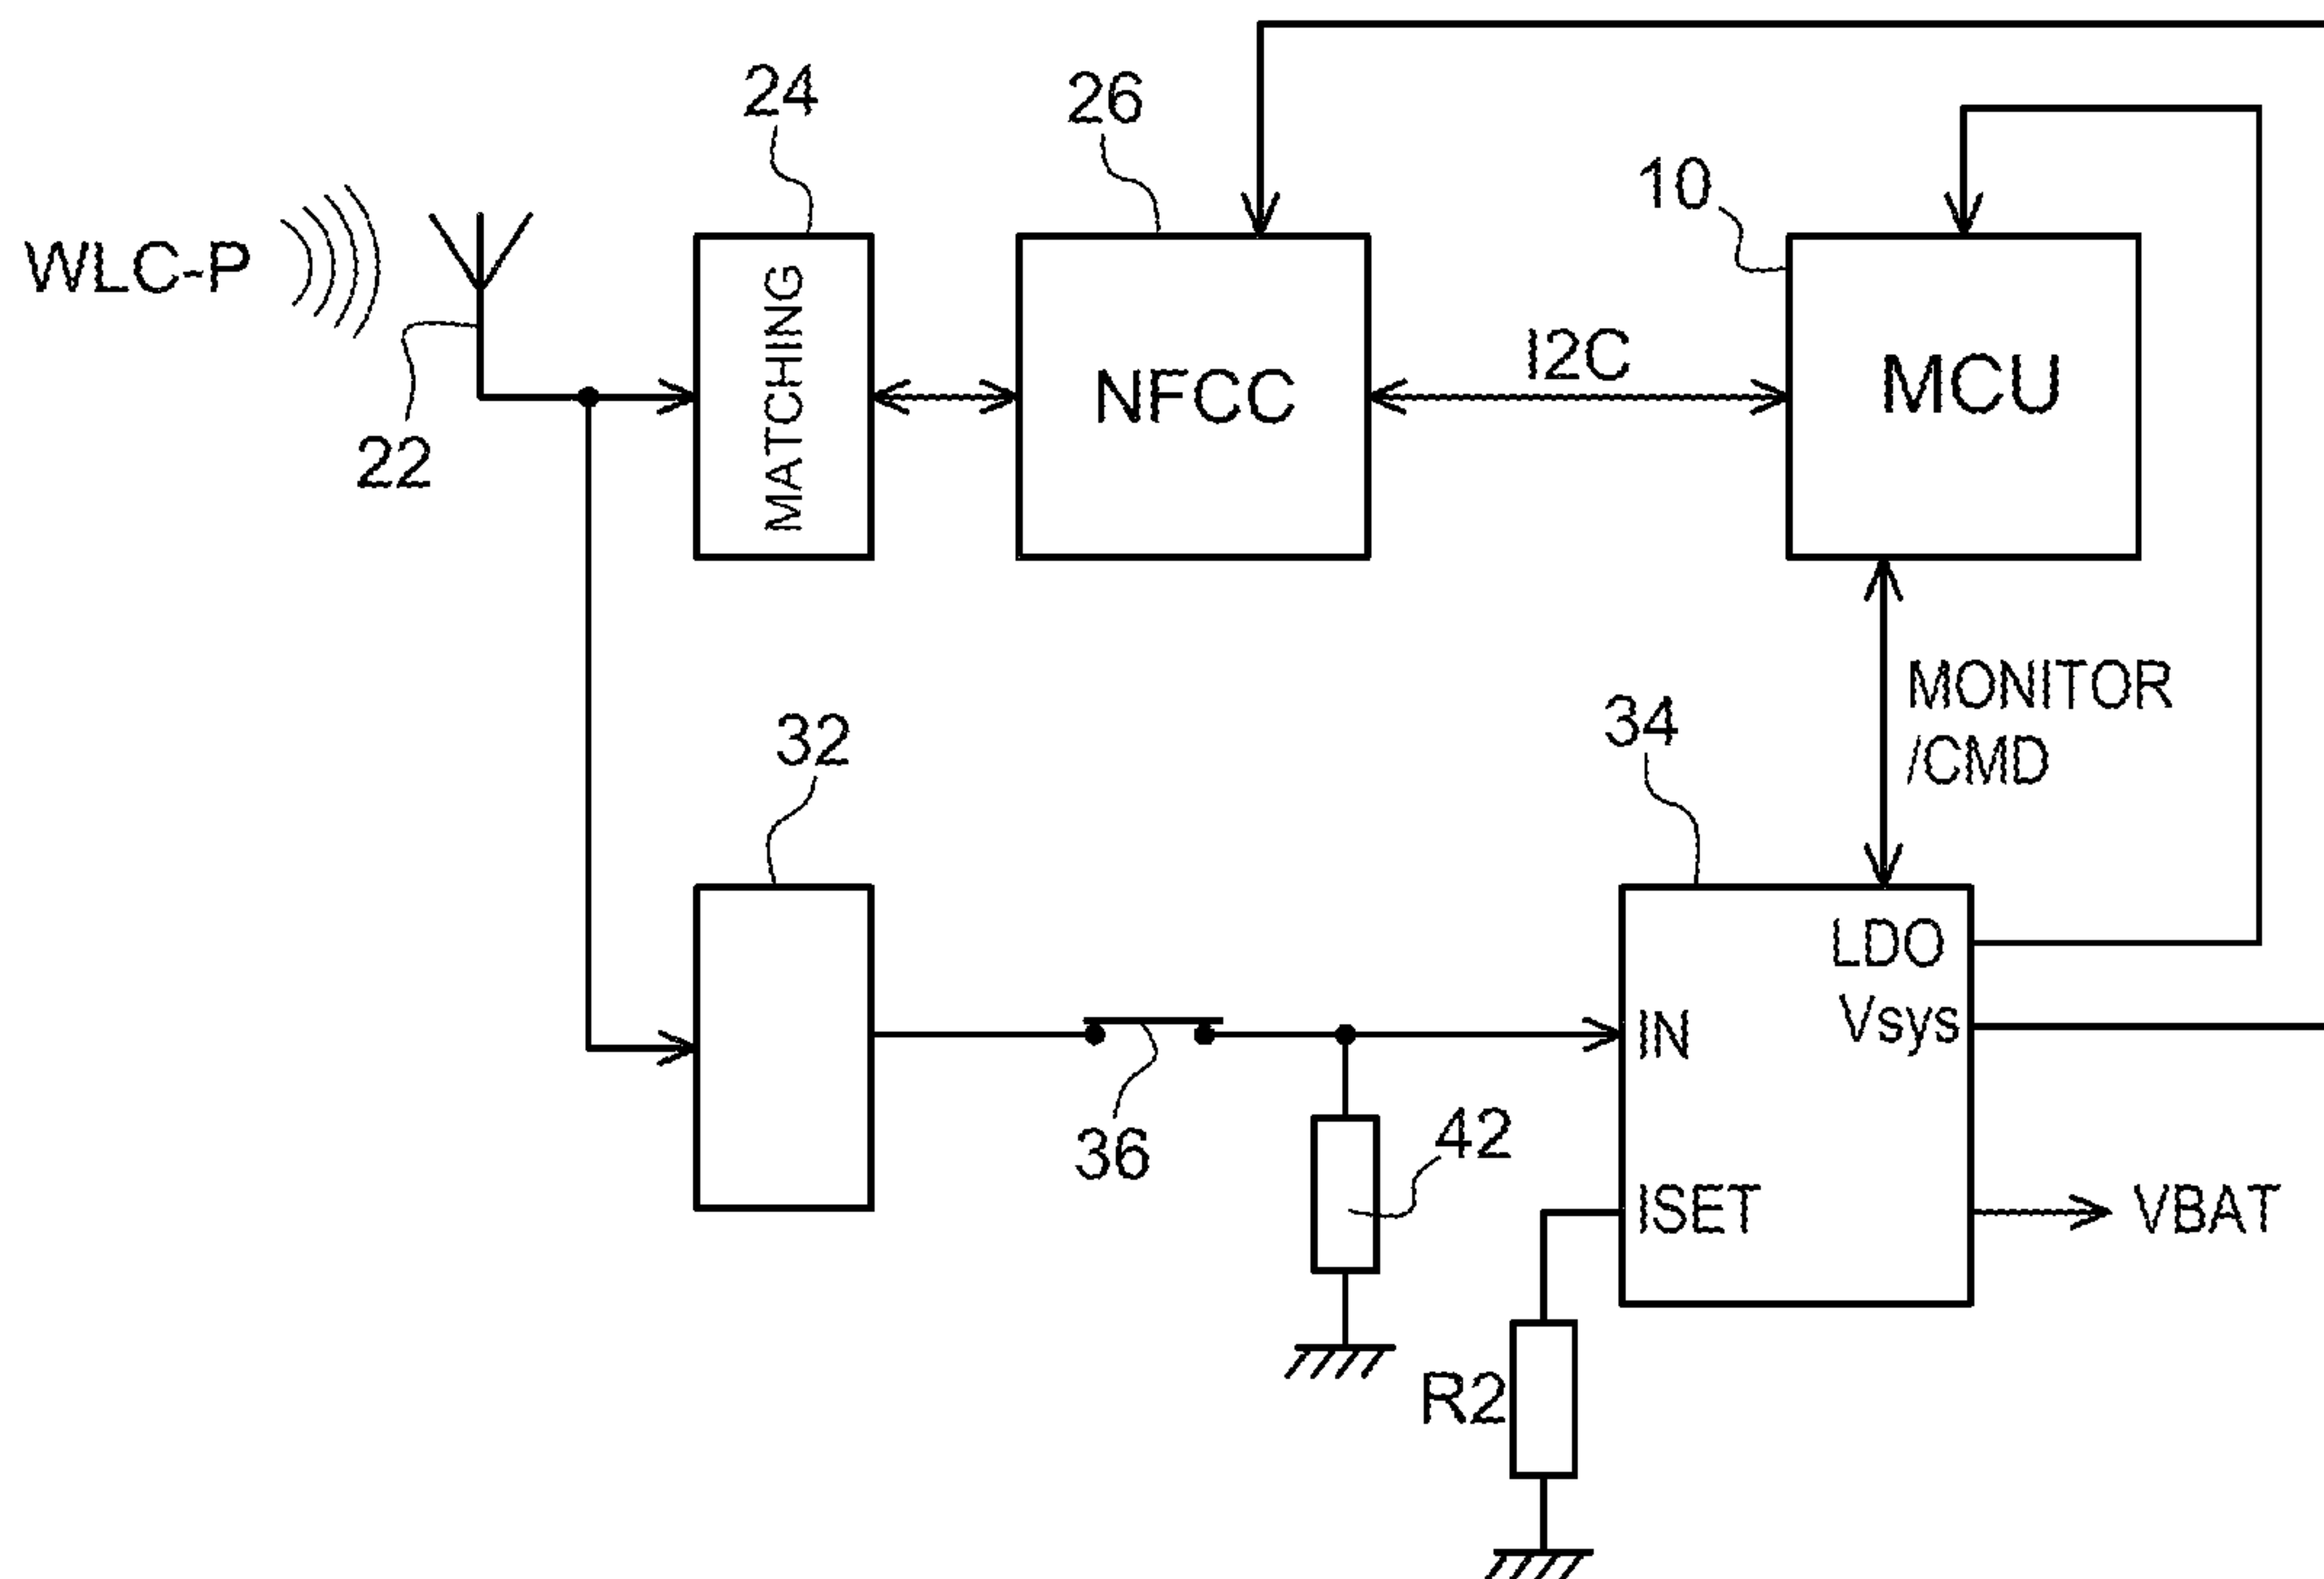 24
26
10
WLC-P
MATCHING
NFCC
I2C
MCU
22
MONITOR
/CMD
32
34
LDO
Vsys
IN
36
42
ISET
VBAT
R2